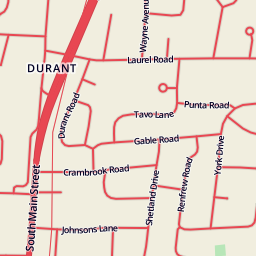 Wayne Avenu
Laurel Road
DURANT
Durant Road
Punta Road
Tavo Lane
Gable Road
York Drive
Crambrook Road
Renfrew Road
Shetland Drive
South Main Street
Johnsons Lane